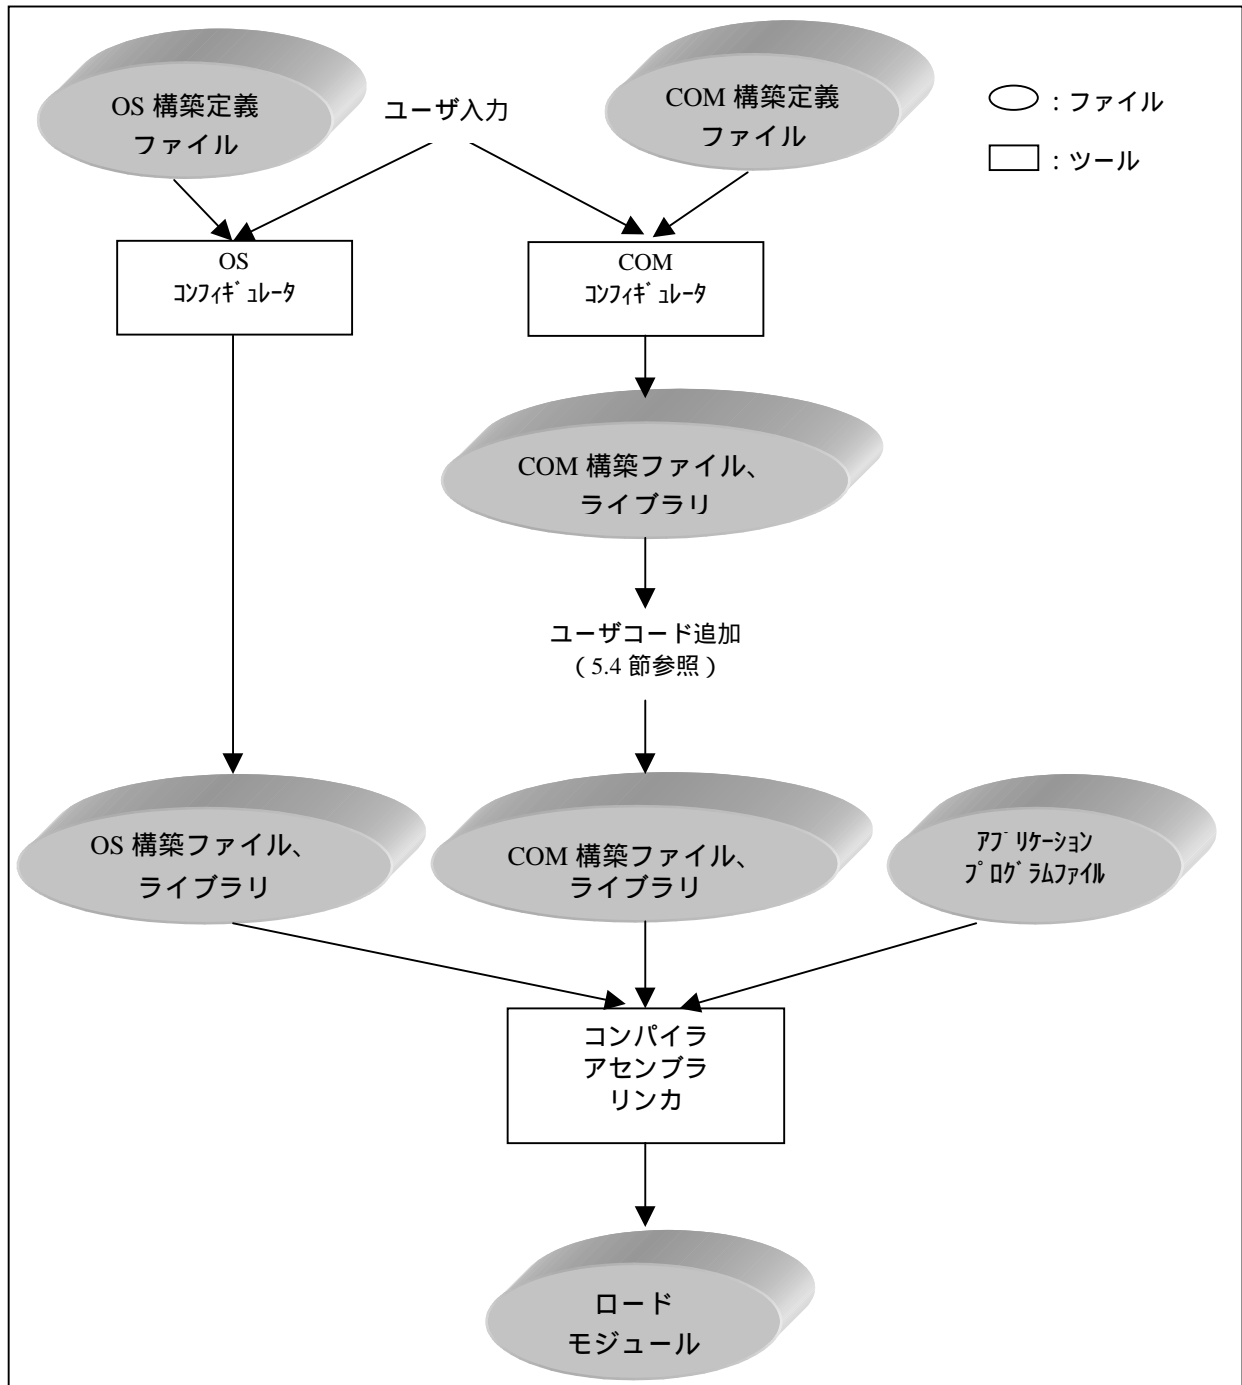 OS 構築定義
ファイル
ユーザ入力
COM 構築定義
ファイル
：ファイル
：ツール
OS
ｺﾝﾌｨｷﾞｭﾚｰﾀ
COM
ｺﾝﾌｨｷﾞｭﾚｰﾀ
COM 構築ファイル、
ライブラリ
ユーザコード追加
（5.4 節参照）
OS 構築ファイル、
ライブラリ
COM 構築ファイル、
ライブラリ
ｱﾌﾟﾘｹｰｼｮﾝ
ﾌﾟﾛｸﾞﾗﾑﾌｧｲﾙ
コンパイラ
アセンブラ
リンカ
ロード
モジュール